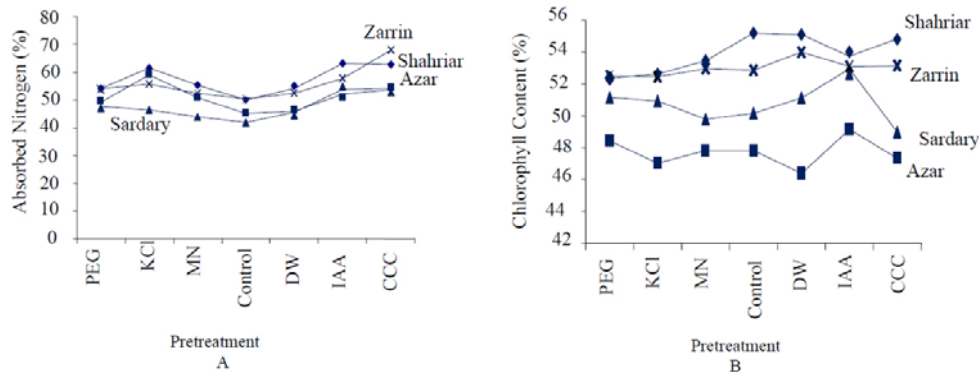 Absorbed Nitrogen (%)
80
70
60
50
40
30
20
10
0
Zarrin
Shahriar
Azar
Sardary
PEG
KCl
MN
Control
DW
IAA
CCC
Pretreatment
A
Chlorophyll Content (%)
56
54
52
50
48
46
44
42
Shahriar
Zarrin
Sardary
Azar
PEG
KCl
MN
Control
DW
IAA
CCC
Pretreatment
B